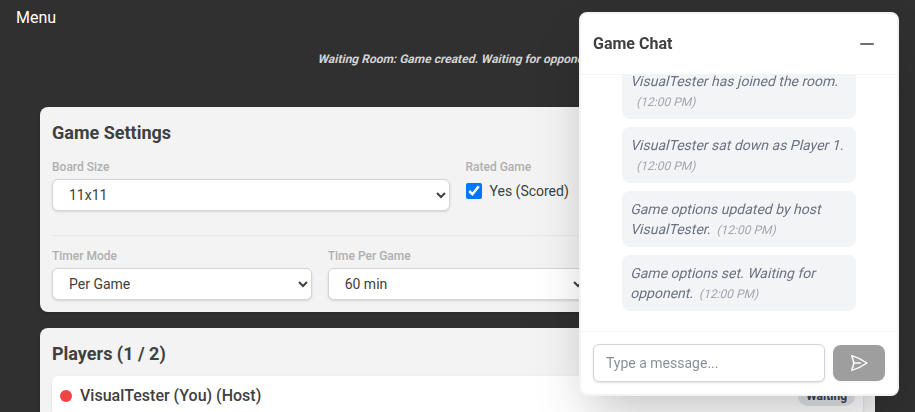 Menu
Waiting Room: Game created. Waiting for
Game Settings
Board Size
Rated Game
11x11
Yes (Scored)
Timer Mode
Time Per Game
Per Game
60 min
Players (1 / 2)
VisualTester (You) (Host)
Waiting
Game Chat
VisualTester has joined the room.
(12:00 PM)
VisualTester sat down as Player 1.
(12:00 PM)
Game options updated by host
VisualTester. (12:00 PM)
Game options set. Waiting for
opponent. (12:00 PM)
Type a message...